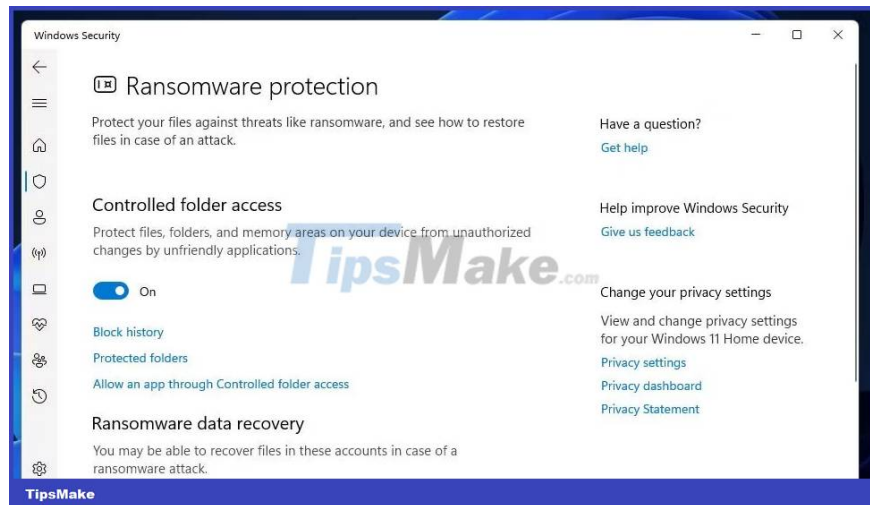 Windows Security
Ransomware protection
Protect your files against threats like ransomware, and see how to restore
files in case of an attack.
Controlled folder access
Protect files, folders, and memory areas on your device from unauthorized
changes by unfriendly applications.
On
Block history
Protected folders
Allow an app through Controlled folder access
Ransomware data recovery
You may be able to recover files in these accounts in case of a
ransomware attack.
Have a question?
Get help
Help improve Windows Security
Give us feedback
Change your privacy settings
View and change privacy settings
for your Windows 11 Home device.
Privacy settings
Privacy dashboard
Privacy Statement
TipsMake.com
TipsMake